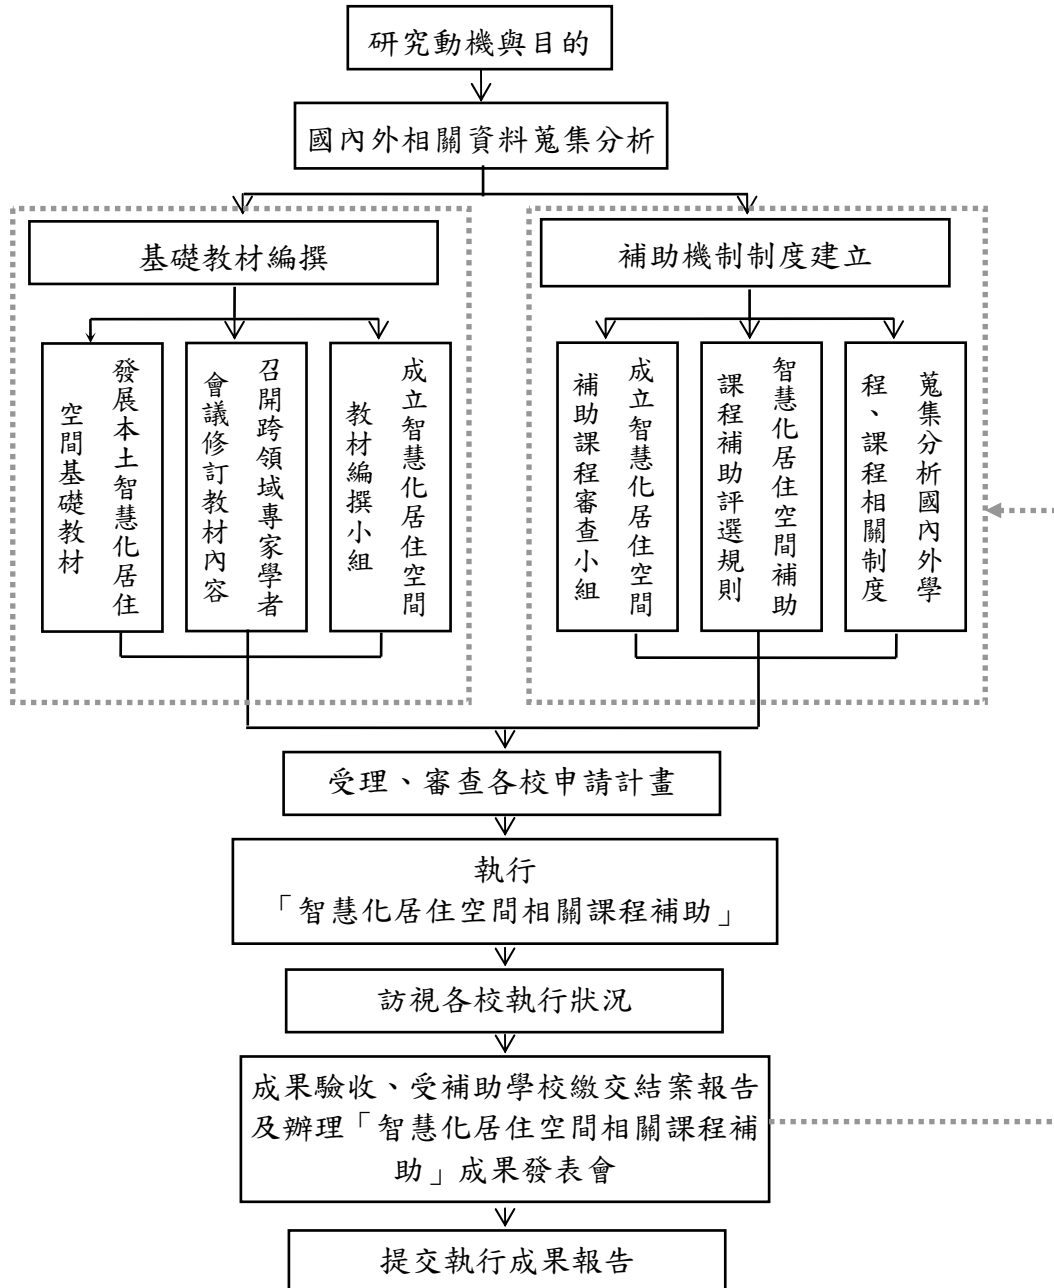 研究動機與目的
國內外相關資料蒐集分析
基礎教材編撰
補助機制制度建立
發展本土智慧化居住
空間基礎教材
召開跨領域專家學者
會議修訂教材內容
成立智慧化居住空間
教材編撰小組
成立智慧化居住空間
補助課程審查小組
智慧化居住空間補助
課程補助評選規則
蒐集分析國內外學
程、課程相關制度
受理、審查各校申請計畫
執行
「智慧化居住空間相關課程補助」
訪視各校執行狀況
成果驗收、受補助學校繳交結案報告
及辦理「智慧化居住空間相關課程補
助」成果發表會
提交執行成果報告